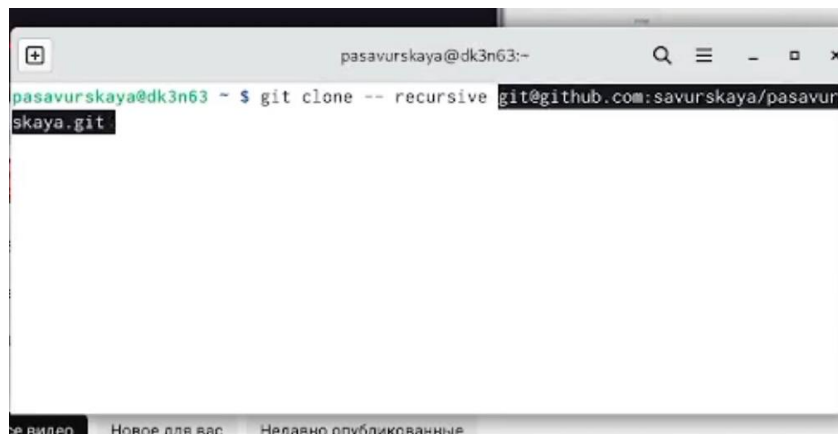 pasavurskaya@dk3n63:~
pasavurskaya@dk3n63 ~ $ git clone -- recursive git@github.com:savurskaya/pasavur
skaya.git
се видео Новое для вас Недавно опубликованные